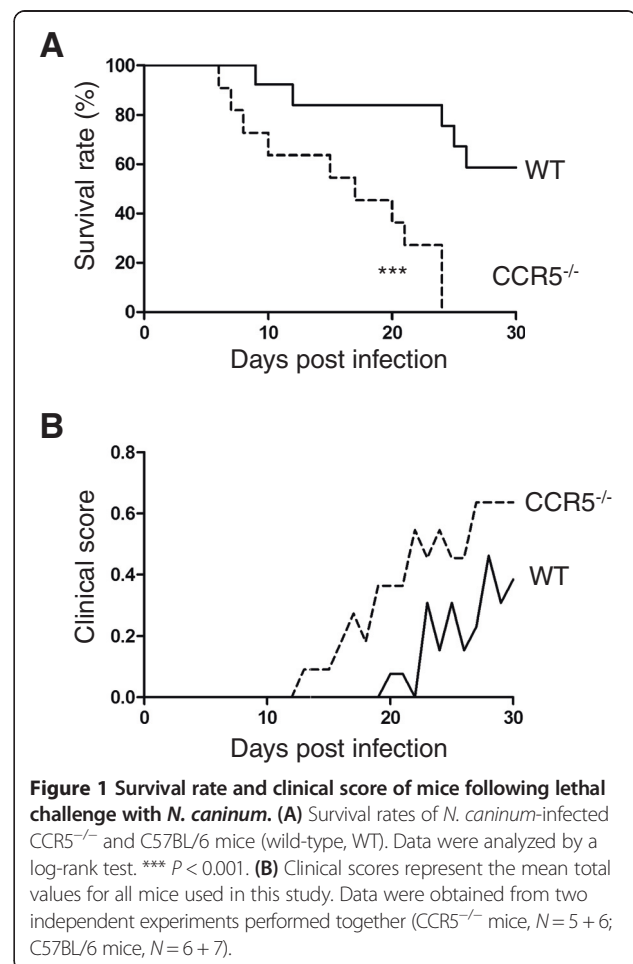 A
Survival rate (%)
100
80
60
40
20
0
WT
CCR5-/-
***
0 10 20 30
Days post infection
B
Clinical score
0.8
0.6
0.4
0.2
0.0
CCR5-/-
WT
0 10 20 30
Days post infection
Figure 1 Survival rate and clinical score of mice following lethal
challenge with N. caninum. (A) Survival rates of N. caninum-infected
CCR5−/− and C57BL/6 mice (wild-type, WT). Data were analyzed by a
log-rank test. *** P < 0.001. (B) Clinical scores represent the mean total
values for all mice used in this study. Data were obtained from two
independent experiments performed together (CCR5−/− mice, N = 5 + 6;
C57BL/6 mice, N = 6 + 7).